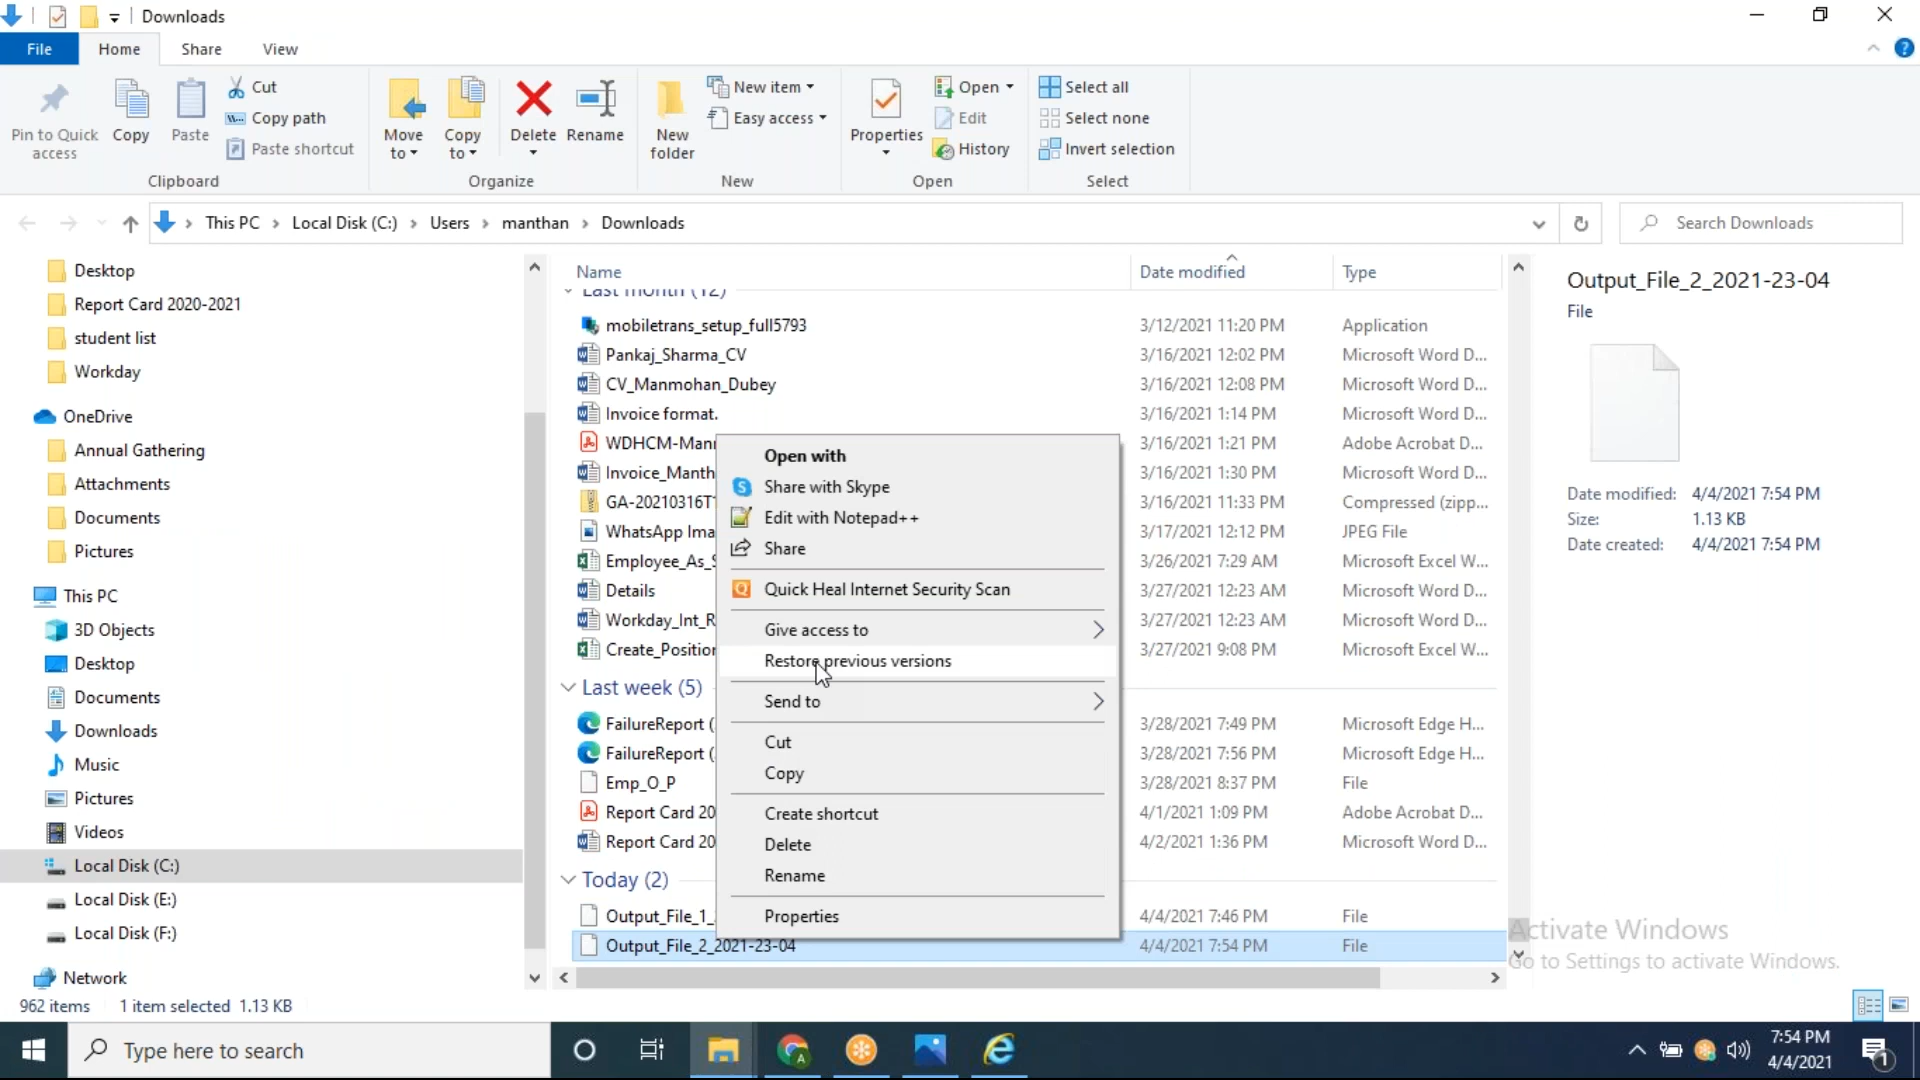 Downloads
File Home Share View
Pin to Quick access
Copy
Paste
Cut
Copy path
Paste shortcut
Clipboard
Move to
Copy to
Delete
Rename
Organize
New folder
New item
Easy access
New
Properties
Open
Edit
History
Open
Select all
Select none
Invert selection
Select
This PC › Local Disk (C:) › Users › manthan › Downloads
Search Downloads
Desktop
Report Card 2020-2021
student list
Workday
OneDrive
Annual Gathering
Attachments
Documents
Pictures
This PC
3D Objects
Desktop
Documents
Downloads
Music
Pictures
Videos
Local Disk (C:)
Local Disk (E:)
Local Disk (F:)
Network
Name Date modified Type
Last month (12)
mobiletrans_setup_full5793 3/12/2021 11:20 PM Application
Pankaj_Sharma_CV 3/16/2021 12:02 PM Microsoft Word D...
CV_Manmohan_Dubey 3/16/2021 12:08 PM Microsoft Word D...
Invoice format. 3/16/2021 1:14 PM Microsoft Word D...
WDHCM-Man 3/16/2021 1:21 PM Adobe Acrobat D...
Invoice_Manth 3/16/2021 1:30 PM Microsoft Word D...
GA-20210316T 3/16/2021 11:33 PM Compressed (zipp...
WhatsApp Ima 3/17/2021 12:12 PM JPEG File
Employee_As_S 3/26/2021 7:29 AM Microsoft Excel W...
Details 3/27/2021 12:23 AM Microsoft Word D...
Workday_Int_R 3/27/2021 12:23 AM Microsoft Word D...
Create_Position 3/27/2021 9:08 PM Microsoft Excel W...
Last week (5)
FailureReport ( 3/28/2021 7:49 PM Microsoft Edge H...
FailureReport ( 3/28/2021 7:56 PM Microsoft Edge H...
Emp_O_P 3/28/2021 8:37 PM File
Report Card 20 4/1/2021 1:09 PM Adobe Acrobat D...
Report Card 20 4/2/2021 1:36 PM Microsoft Word D...
Today (2)
Output_File_1_ 4/4/2021 7:46 PM File
Output_File_2_2021-23-04 4/4/2021 7:54 PM File
Open with
Share with Skype
Edit with Notepad++
Share
Quick Heal Internet Security Scan
Give access to
Restore previous versions
Send to
Cut
Copy
Create shortcut
Delete
Rename
Properties
Output_File_2_2021-23-04
File
Date modified: 4/4/2021 7:54 PM
Size: 1.13 KB
Date created: 4/4/2021 7:54 PM
Activate Windows
Go to Settings to activate Windows.
962 items 1 item selected 1.13 KB
Type here to search
7:54 PM
4/4/2021
1